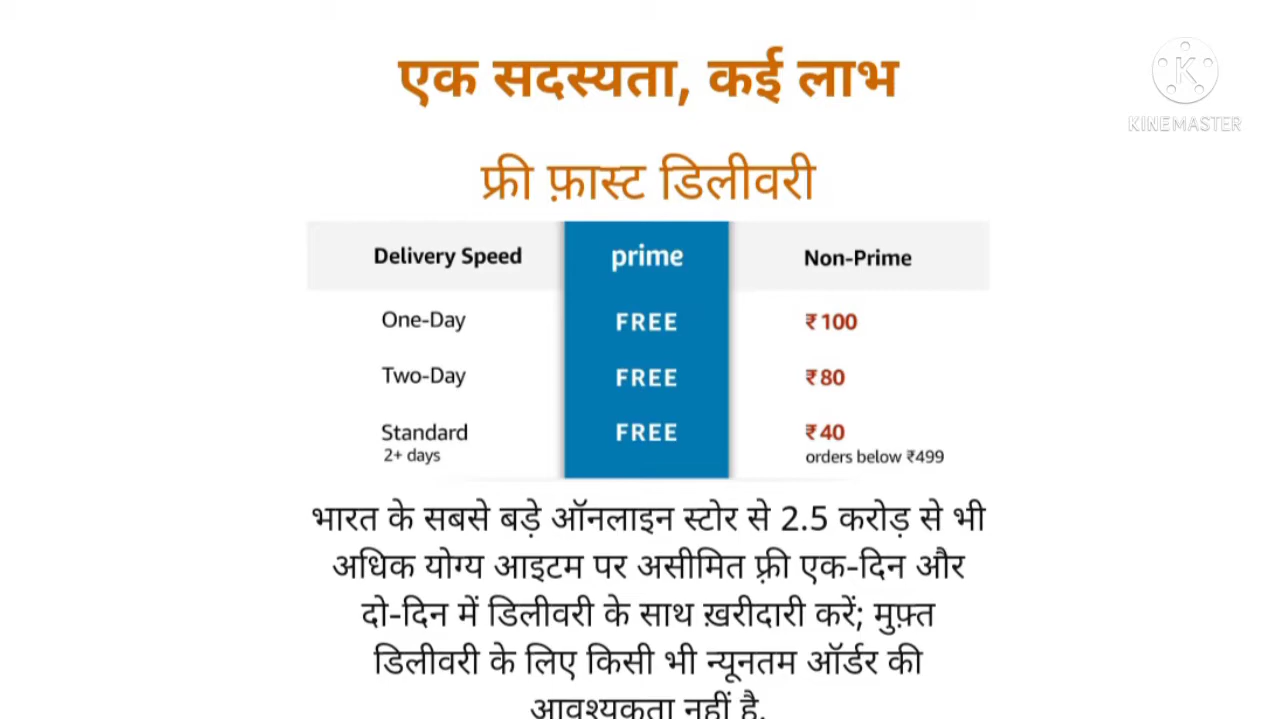 एक सदस्यता, कई लाभ
KINEMASTER
फ्री फ़ास्ट डिलीवरी
Delivery Speed prime Non-Prime
One-Day FREE ₹100
Two-Day FREE ₹80
Standard FREE ₹40
2+ days orders below ₹499
भारत के सबसे बड़े ऑनलाइन स्टोर से 2.5 करोड़ से भी
अधिक योग्य आइटम पर असीमित फ़्री एक-दिन और
दो-दिन में डिलीवरी के साथ ख़रीदारी करें; मुफ़्त
डिलीवरी के लिए किसी भी न्यूनतम ऑर्डर की
आवश्यकता नहीं है.